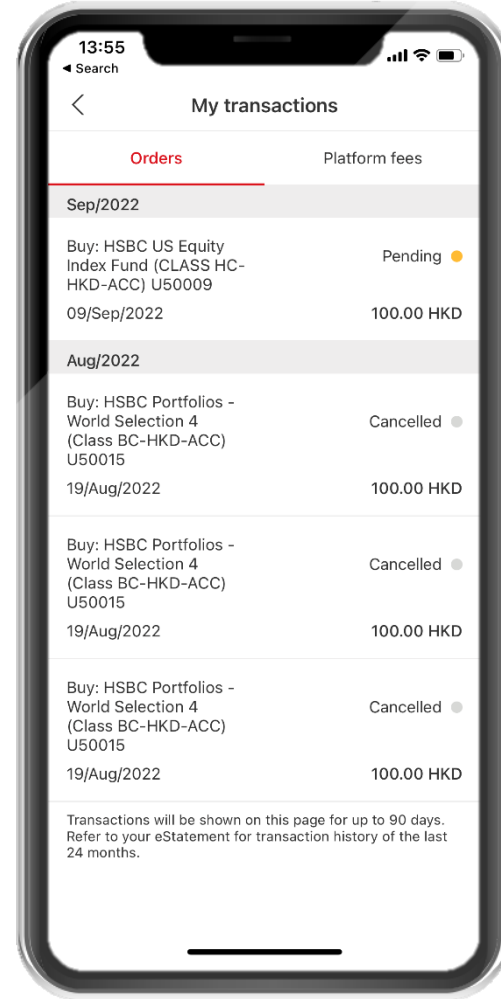 13:55
◀ Search
My transactions
Orders
Platform fees
Sep/2022
Buy: HSBC US Equity
Index Fund (CLASS HC-
HKD-ACC) U50009
Pending
09/Sep/2022
100.00 HKD
Aug/2022
Buy: HSBC Portfolios -
World Selection 4
(Class BC-HKD-ACC)
U50015
Cancelled
19/Aug/2022
100.00 HKD
Buy: HSBC Portfolios -
World Selection 4
(Class BC-HKD-ACC)
U50015
Cancelled
19/Aug/2022
100.00 HKD
Buy: HSBC Portfolios -
World Selection 4
(Class BC-HKD-ACC)
U50015
Cancelled
19/Aug/2022
100.00 HKD
Transactions will be shown on this page for up to 90 days.
Refer to your eStatement for transaction history of the last
24 months.